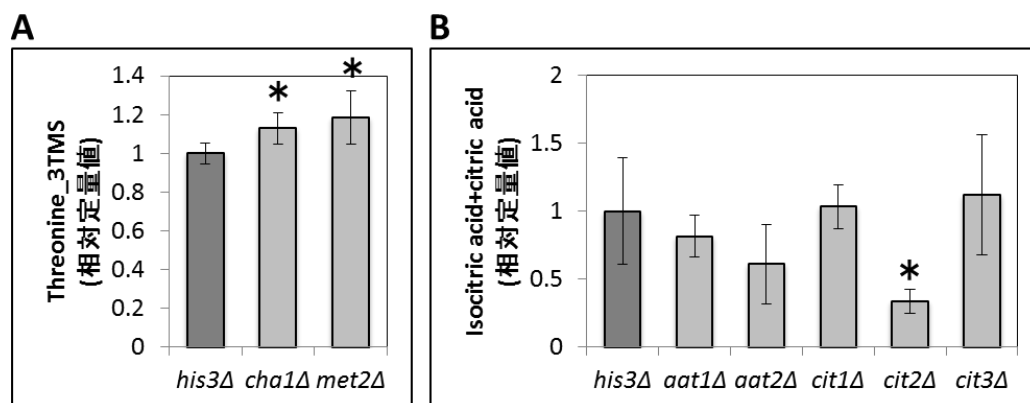 A
Threonine_3TMS
(相対定量値)
1.4
1.2
1
0.8
0.6
0.4
0.2
0
*
*
his3Δ cha1Δ met2Δ
B
Isocitric acid+citric acid
(相対定量値)
2
1.5
1
0.5
0
*
his3Δ aat1Δ aat2Δ cit1Δ cit2Δ cit3Δ